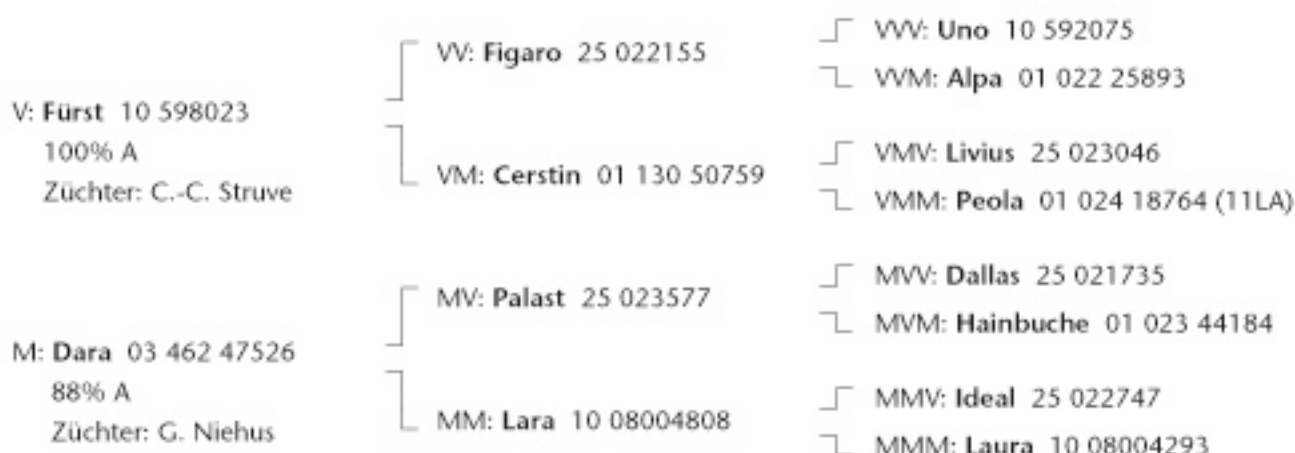 V: Fürst 10 598023
100% A
Züchter: C.-C. Struve
M: Dara 03 462 47526
88% A
Züchter: G. Niehus
VV: Figaro 25 022155
VM: Cerstin 01 130 50759
MV: Palast 25 023577
MM: Lara 10 08004808
VVV: Uno 10 592075
VVM: Alpa 01 022 25893
VMV: Livius 25 023046
VMM: Peola 01 024 18764 (11LA)
MVV: Dallas 25 021735
MVM: Hainbuche 01 023 44184
MMV: Ideal 25 022747
MMM: Laura 10 08004293